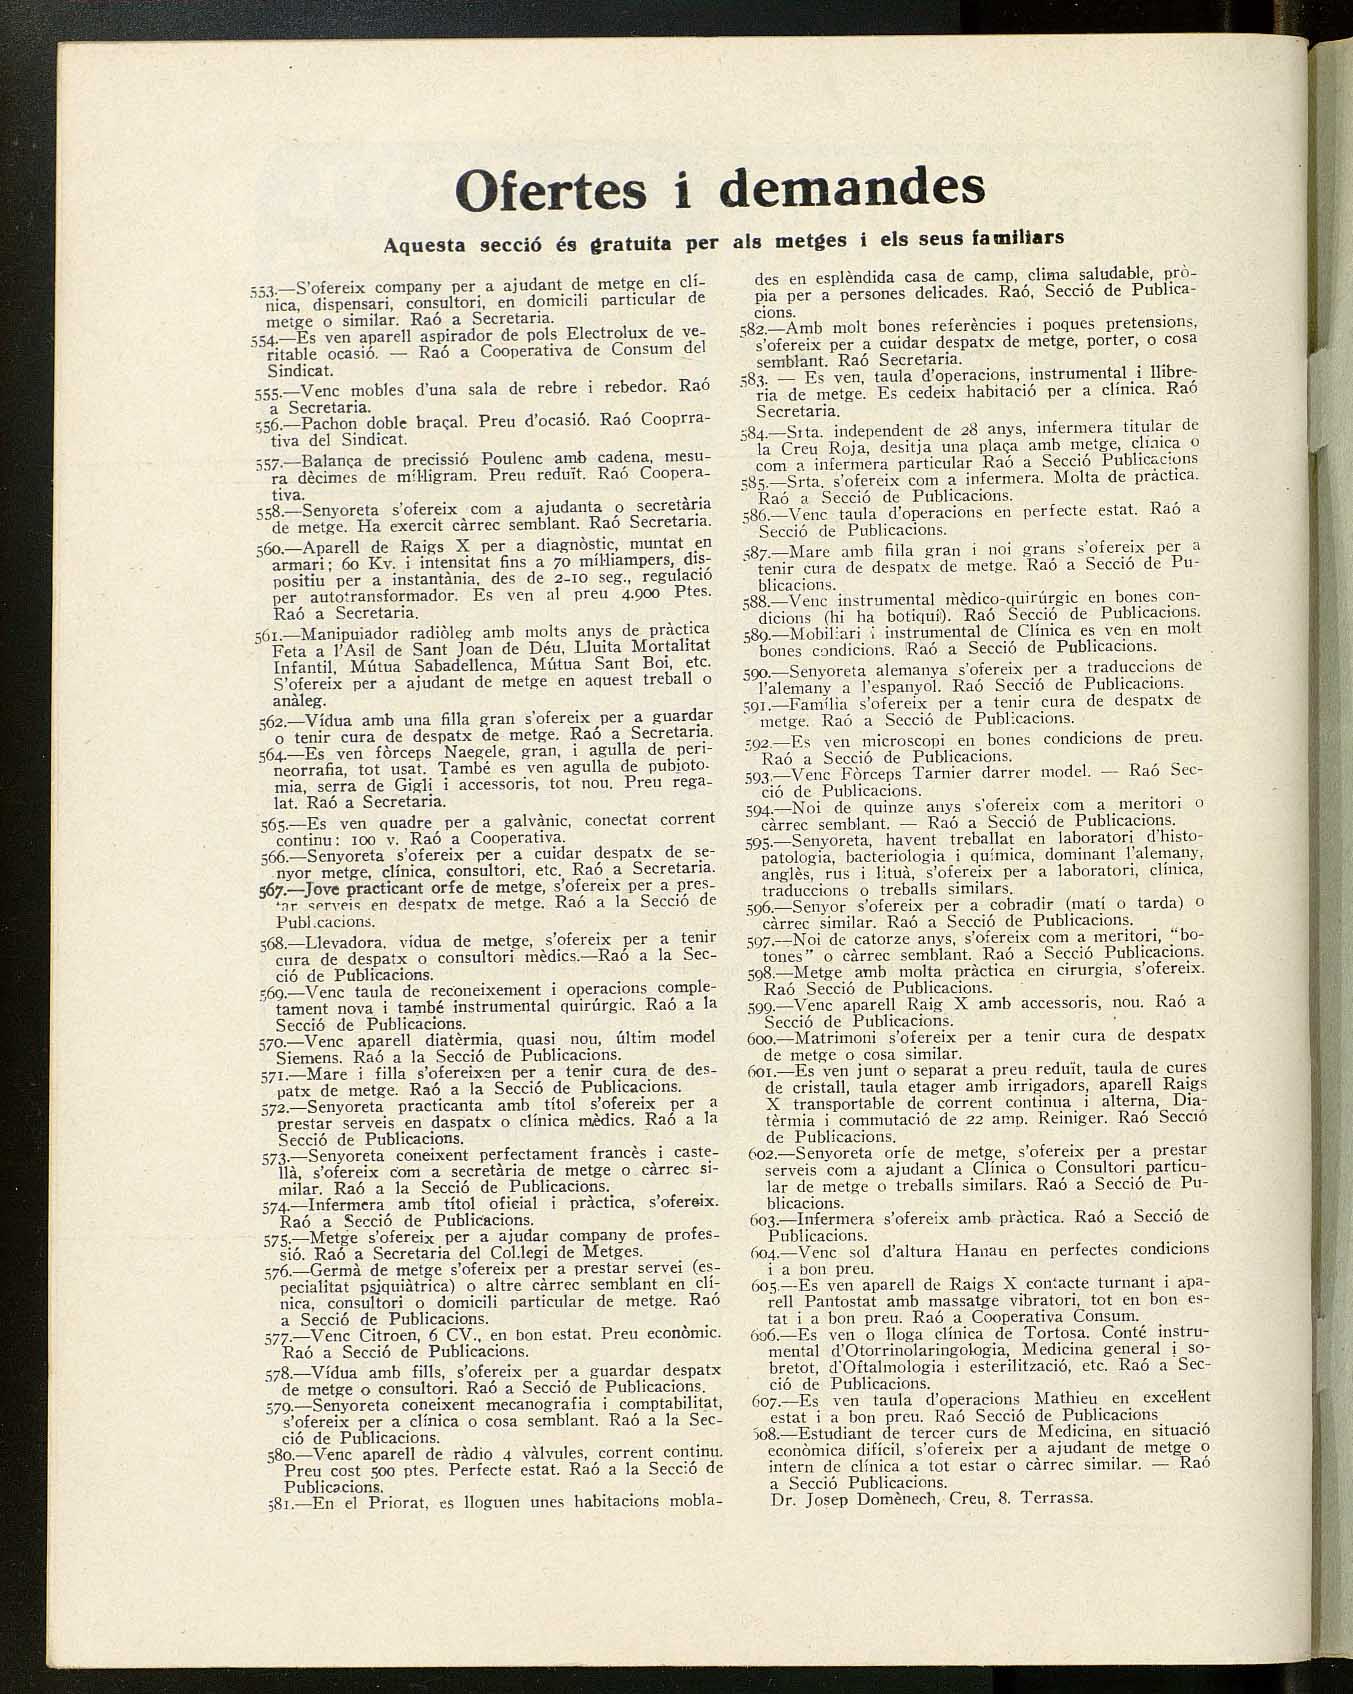 Ofertes i demandes
Aquesta secció és gratuita per als metges i els seus familiars
553.—S'ofereix company per a ajudant de metge en clí-
nica, dispensari, consultori, en domicili particular de
metge o similar. Raó a Secretaria.
554.—Es ven aparell aspirador de pols Electrolux de ve-
ritable ocasió. — Raó a Cooperativa de Consum del
Sindicat.
555.—Venc mobles d'una sala de rebre i rebedor. Raó
a Secretaria.
556.—Pachon doble braçal. Preu d'ocasió. Raó Cooprra-
tiva del Sindicat.
557.—Balança de precissió Poulenc amb cadena, mesu-
ra dècimes de mil·ligram. Preu reduït. Raó Coopera-
tiva.
558.—Senyoreta s'ofereix com a ajudanta o secretària
de metge. Ha exercit càrrec semblant. Raó Secretaria.
560.—Aparell de Raigs X per a diagnòstic, muntat en
armari; 60 Kv. i intensitat fins a 70 mil·liampers, dis-
positiu per a instantània, des de 2-10 seg., regulació
per autotransformador. Es ven al preu 4.900 Ptes.
Raó a Secretaria.
561.—Manipulador radiòleg amb molts anys de pràctica
Feta a l'Asil de Sant Joan de Déu, Lluita Mortalitat
Infantil, Mútua Sabadellenca, Mútua Sant Boi, etc.
S'ofereix per a ajudant de metge en aquest treball o
anàleg.
562.—Vídua amb una filla gran s'ofereix per a guardar
o tenir cura de despatx de metge. Raó a Secretaria.
564.—Es ven fòrceps Naegele, gran, i agulla de peri-
neorrafia, tot usat. També es ven agulla de pubioto-
mia, serra de Gigli i accessoris, tot nou. Preu rega-
lat. Raó a Secretaria.
565.—Es ven quadre per a galvànic, conectat corrent
continu: 100 v. Raó a Cooperativa.
566.—Senyoreta s'ofereix per a cuidar despatx de se-
nyor metge, clínica, consultori, etc. Raó a Secretaria.
567.—Jove practicant orfe de metge, s'ofereix per a pres-
tar serveis en despatx de metge. Raó a la Secció de
Publ.cacions.
568.—Llevadora, vídua de metge, s'ofereix per a tenir
cura de despatx o consultori mèdics.—Raó a la Sec-
ció de Publicacions.
569.—Venc taula de reconeixement i operacions comple-
tament nova i també instrumental quirúrgic. Raó a la
Secció de Publicacions.
570.—Venc aparell diatèrmia, quasi nou, últim model
Siemens. Raó a la Secció de Publicacions.
571.—Mare i filla s'ofereixen per a tenir cura de des-
patx de metge. Raó a la Secció de Publicacions.
572.—Senyoreta practicanta amb títol s'ofereix per a
prestar serveis en daspatx o clínica mèdics. Raó a la
Secció de Publicacions.
573.—Senyoreta coneixent perfectament francès i caste-
llà, s'ofereix com a secretària de metge o càrrec si-
milar. Raó a la Secció de Publicacions.
574.—Infermera amb títol oficial i pràctica, s'ofereix.
Raó a Secció de Publicacions.
575.—Metge s'ofereix per a ajudar company de profes-
sió. Raó a Secretaria del Col.legi de Metges.
576.—Germà de metge s'ofereix per a prestar servei (es-
pecialitat psiquiàtrica) o altre càrrec semblant en clí-
nica, consultori o domicili particular de metge. Raó
a Secció de Publicacions.
577.—Venc Citroen, 6 CV., en bon estat. Preu econòmic.
Raó a Secció de Publicacions.
578.—Vídua amb fills, s'ofereix per a guardar despatx
de metge o consultori. Raó a Secció de Publicacions.
579.—Senyoreta coneixent mecanografia i comptabilitat,
s'ofereix per a clínica o cosa semblant. Raó a la Sec-
ció de Publicacions.
580.—Venc aparell de ràdio 4 vàlvules, corrent continu.
Preu cost 500 ptes. Perfecte estat. Raó a la Secció de
Publicacions.
581.—En el Priorat, es lloguen unes habitacions mobla-
des en esplèndida casa de camp, clima saludable, prò-
pia per a persones delicades. Raó, Secció de Publica-
cions.
582.—Amb molt bones referències i poques pretensions,
s'ofereix per a cuidar despatx de metge, porter, o cosa
semblant. Raó Secretaria.
583. — Es ven, taula d'operacions, instrumental i llibre-
ria de metge. Es cedeix habitació per a clínica. Raó
Secretaria.
584.—Srta. independent de 28 anys, infermera titular de
la Creu Roja, desitja una plaça amb metge, clinica o
com a infermera particular Raó a Secció Publicacions
585.—Srta. s'ofereix com a infermera. Molta de pràctica.
Raó a Secció de Publicacions.
586.—Venc taula d'operacions en perfecte estat. Raó a
Secció de Publicacions.
587.—Mare amb filla gran i noi grans s'ofereix per a
tenir cura de despatx de metge. Raó a Secció de Pu-
blicacions.
588.—Venc instrumental mèdico-quirúrgic en bones con-
dicions (hi ha botiqui). Raó Secció de Publicacions.
589.—Mobiliari i instrumental de Clínica es ven en molt
bones condicions. Raó a Secció de Publicacions.
590.—Senyoreta alemanya s'ofereix per a traduccions de
l'alemany a l'espanyol. Raó Secció de Publicacions.
591.—Família s'ofereix per a tenir cura de despatx de
metge. Raó a Secció de Publicacions.
592.—Es ven microscopi en bones condicions de preu.
Raó a Secció de Publicacions.
593.—Venc Fòrceps Tarnier darrer model. — Raó Sec-
ció de Publicacions.
594.—Noi de quinze anys s'ofereix com a meritori o
càrrec semblant. — Raó a Secció de Publicacions.
595.—Senyoreta, havent treballat en laboratori d'histo-
patologia, bacteriologia i química, dominant l'alemany,
anglès, rus i lituà, s'ofereix per a laboratori, clínica,
traduccions o treballs similars.
596.—Senyor s'ofereix per a cobrador (matí o tarda) o
càrrec similar. Raó a Secció de Publicacions.
597.—Noi de catorze anys, s'ofereix com a meritori, "bo-
tones" o càrrec semblant. Raó a Secció Publicacions.
598.—Metge amb molta pràctica en cirurgia, s'ofereix.
Raó Secció de Publicacions.
599.—Venc aparell Raig X amb accessoris, nou. Raó a
Secció de Publicacions.
600.—Matrimoni s'ofereix per a tenir cura de despatx
de metge o cosa similar.
601.—Es ven junt o separat a preu reduït, taula de cures
de cristall, taula etager amb irrigadors, aparell Raigs
X transportable de corrent continua i alterna, Dia-
tèrmia i commutació de 22 amp. Reiniger. Raó Secció
de Publicacions.
602.—Senyoreta orfe de metge, s'ofereix per a prestar
serveis com a ajudant a Clínica o Consultori particu-
lar de metge o treballs similars. Raó a Secció de Pu-
blicacions.
603.—Infermera s'ofereix amb pràctica. Raó a Secció de
Publicacions.
604.—Venc sol d'altura Hanau en perfectes condicions
i a bon preu.
605.—Es ven aparell de Raigs X contacte turnant i apa-
rell Pantostat amb massatge vibratori, tot en bon es-
tat i a bon preu. Raó a Cooperativa Consum.
606.—Es ven o lloga clínica de Tortosa. Conté instru-
mental d'Otorrinolaringologia, Medicina general i so-
bretot, d'Oftalmologia i esterilització, etc. Raó a Sec-
ció de Publicacions.
607.—Es ven taula d'operacions Mathieu en excel·lent
estat i a bon preu. Raó Secció de Publicacions
608.—Estudiant de tercer curs de Medicina, en situació
econòmica difícil, s'ofereix per a ajudant de metge o
intern de clínica a tot estar o càrrec similar. — Raó
a Secció Publicacions.
Dr. Josep Domènech, Creu, 8. Terrassa.